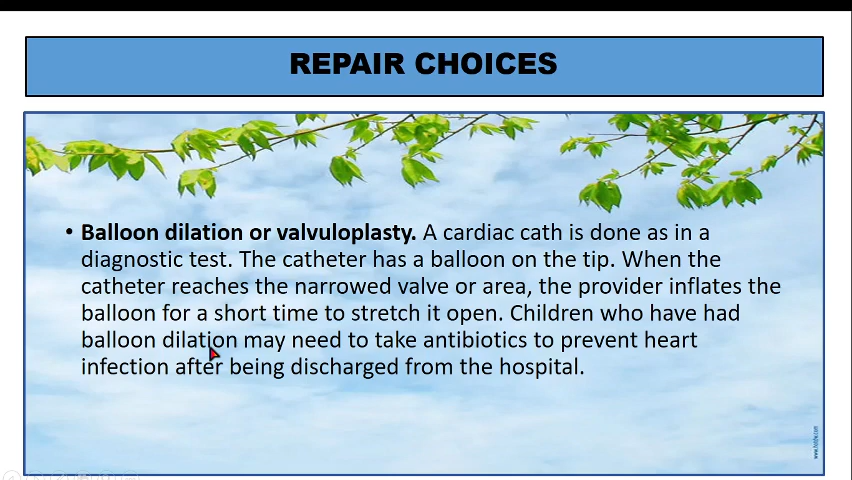 REPAIR CHOICES
• Balloon dilation or valvuloplasty. A cardiac cath is done as in a
diagnostic test. The catheter has a balloon on the tip. When the
catheter reaches the narrowed valve or area, the provider inflates the
balloon for a short time to stretch it open. Children who have had
balloon dilation may need to take antibiotics to prevent heart
infection after being discharged from the hospital.